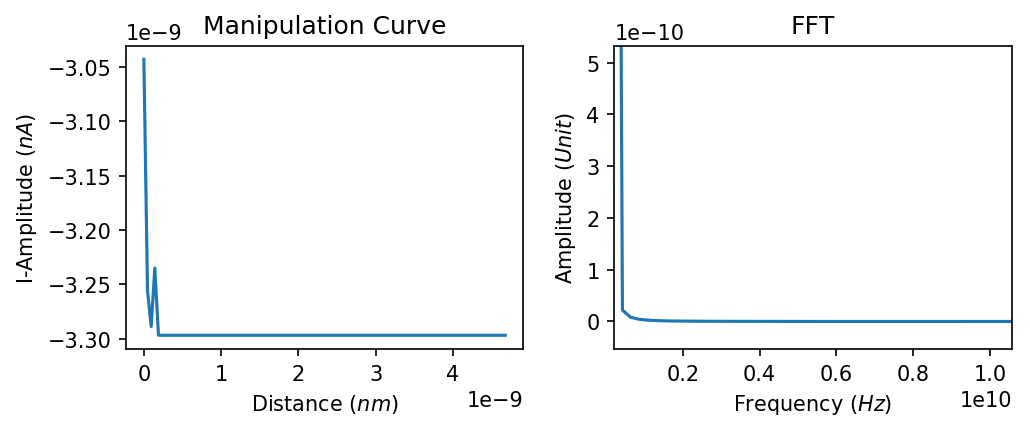 1e−9 Manipulation Curve
−3.05
−3.10
−3.15
−3.20
−3.25
−3.30
I-Amplitude (nA)
0 1 2 3 4
Distance (nm) 1e−9
1e−10 FFT
5
4
3
2
1
0
Amplitude (Unit)
0.2 0.4 0.6 0.8 1.0
Frequency (Hz) 1e10